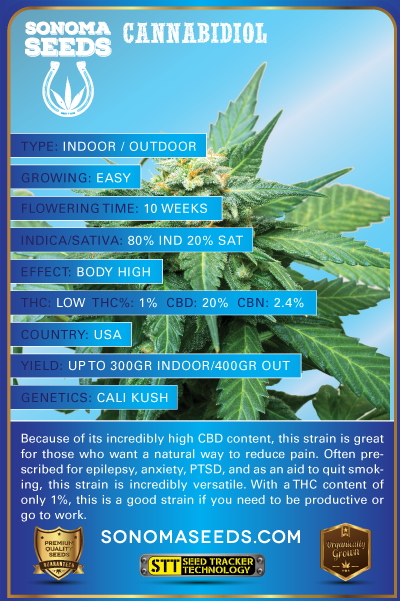 SONOMA
SEEDS
CANNABIDIOL
TYPE: INDOOR / OUTDOOR
GROWING: EASY
FLOWERING TIME: 10 WEEKS
INDICA/SATIVA: 80% IND 20% SAT
EFFECT: BODY HIGH
THC: LOW THC%: 1% CBD: 20% CBN: 2.4%
COUNTRY: USA
YIELD: UP TO 300GR INDOOR/400GR OUT
GENETICS: CALI KUSH
Because of its incredibly high CBD content, this strain is great
for those who want a natural way to reduce pain. Often pre-
scribed for epilepsy, anxiety, PTSD, and as an aid to quit smok-
ing, this strain is incredibly versatile. With a THC content of
only 1%, this is a good strain if you need to be productive or
go to work.
SONOMASEEDS.COM
PREMIUM
QUALITY
SEEDS
GUARANTEED
STT SEED TRACKER
TECHNOLOGY
Organically
Grown